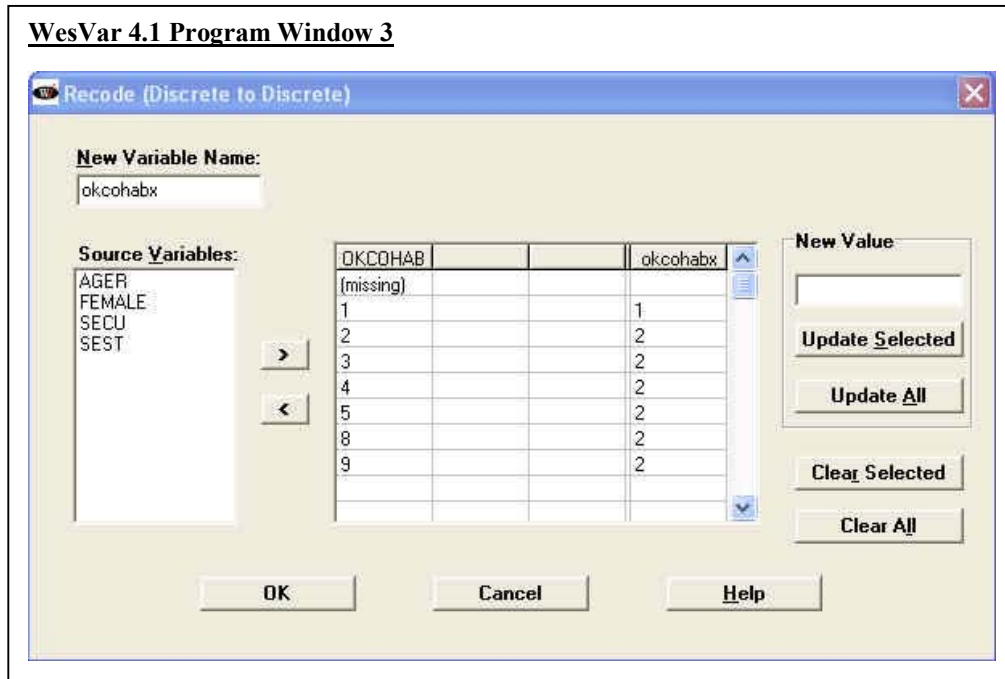 WesVar 4.1 Program Window 3
W Recode (Discrete to Discrete)
New Variable Name:
okcohabx
Source Variables:
AGER
FEMALE
SECU
SEST
>
<
OKCOHAB okcohabx
(missing)
1 1
2 2
3 2
4 2
5 2
8 2
9 2
New Value
Update Selected
Update All
Clear Selected
Clear All
OK Cancel Help